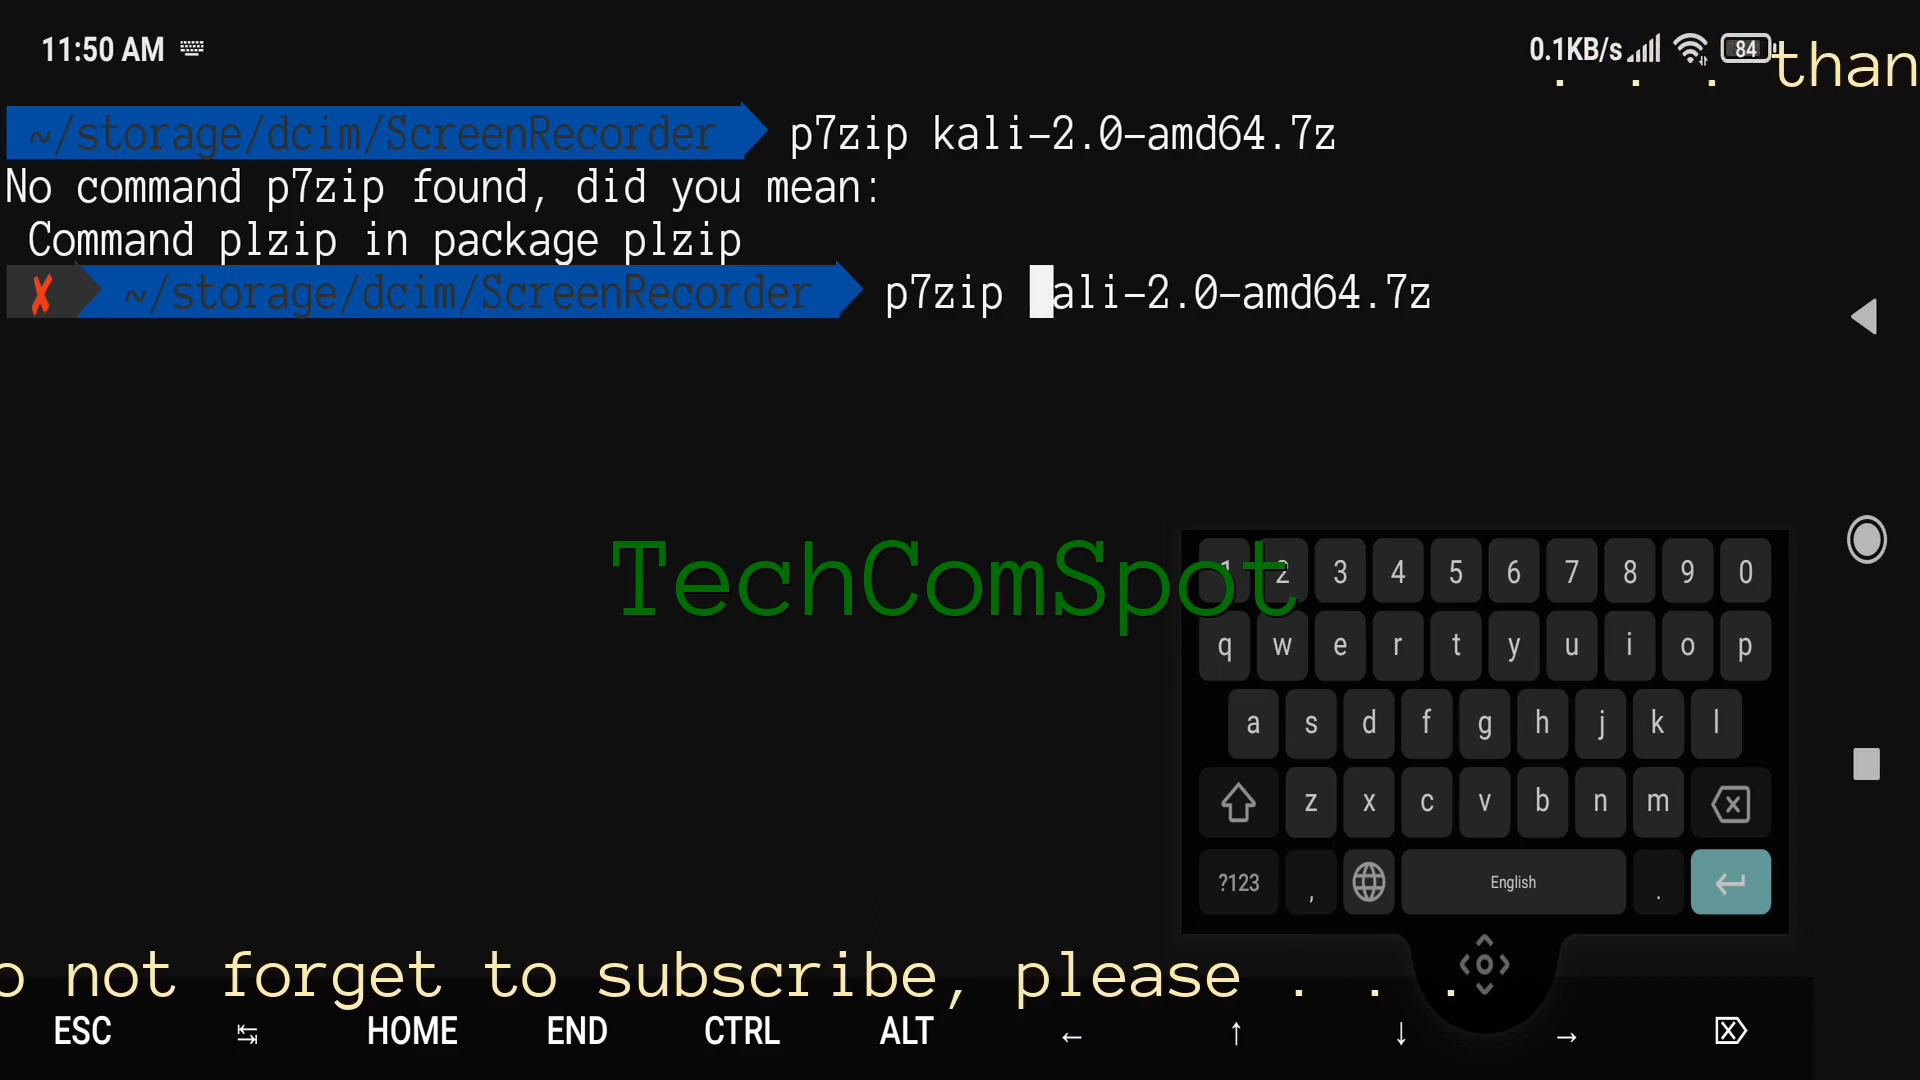 11:50 AM
0.1KB/s 84
. . . than
~/storage/dcim/ScreenRecorder p7zip kali-2.0-amd64.7z
No command p7zip found, did you mean:
Command plzip in package plzip
✗ ~/storage/dcim/ScreenRecorder p7zip kali-2.0-amd64.7z
TechComSpot
1 2 3 4 5 6 7 8 9 0
q w e r t y u i o p
a s d f g h j k l
z x c v b n m
?123 , English .
o not forget to subscribe, please . . .
ESC HOME END CTRL ALT ← ↑ ↓ →